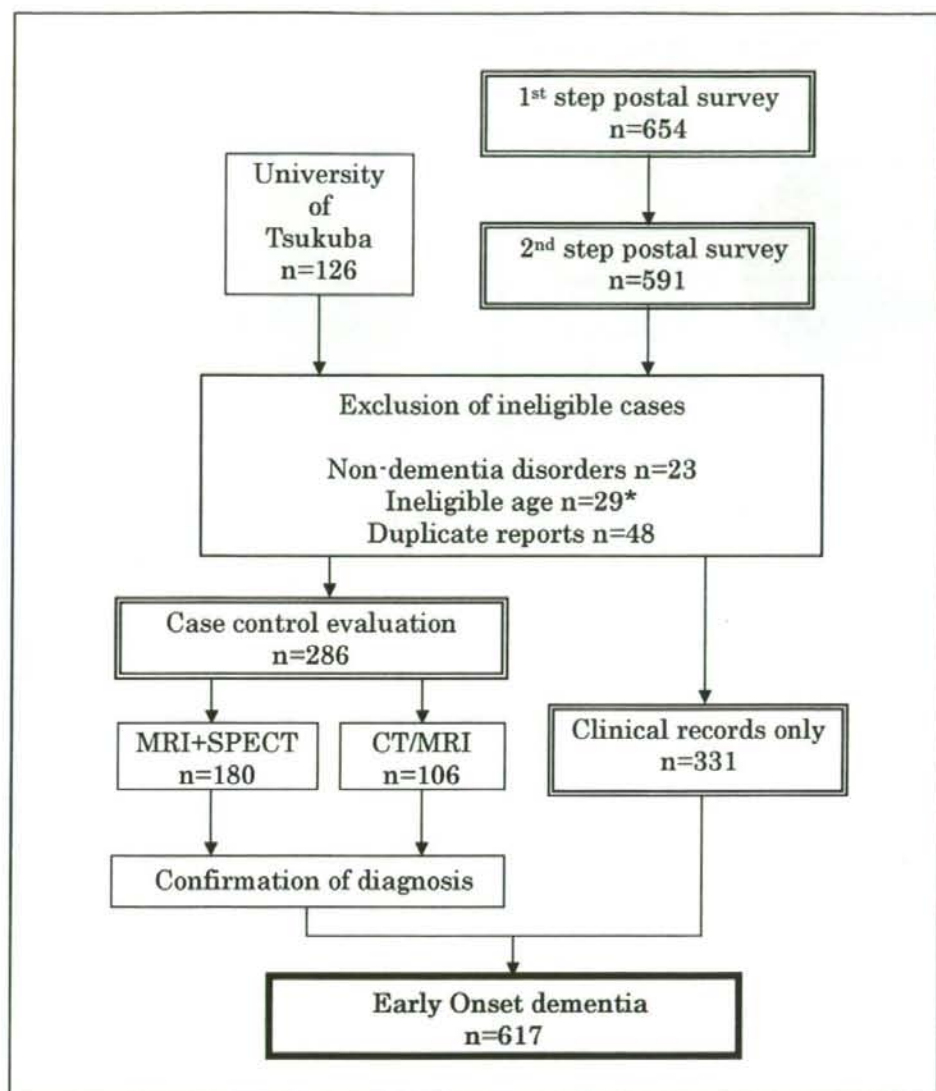 1st step postal survey
n=654
University
of
Tsukuba
n=126
2nd step postal survey
n=591
Exclusion of ineligible cases
Non-dementia disorders n=23
Ineligible age n=29*
Duplicate reports n=48
Case control evaluation
n=286
MRI+SPECT
n=180
CT/MRI
n=106
Clinical records only
n=331
Confirmation of diagnosis
Early Onset dementia
n=617